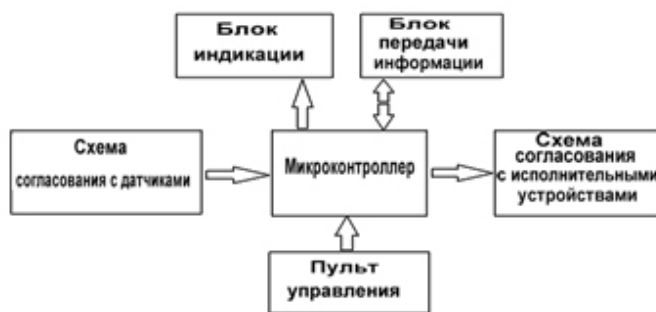 Блок
индикации
Блок
передачи
информации
Схема
согласования с датчиками
Микроконтроллер
Схема
согласования
с исполнительными
устройствами
Пульт
управления